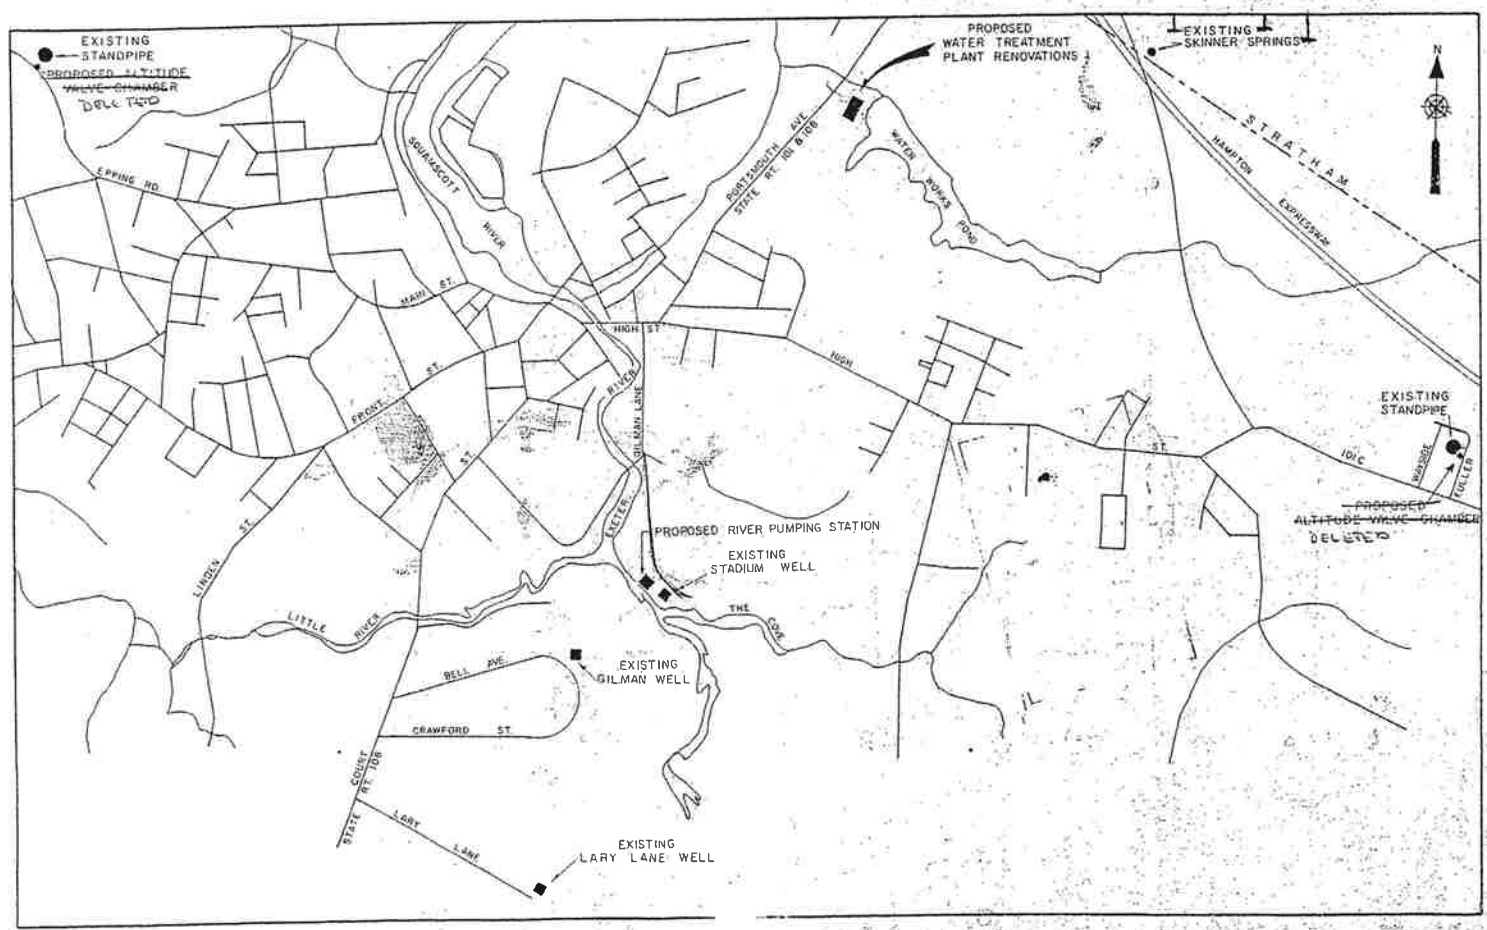 EXISTING
STANDPIPE
PROPOSED ALTITUDE
VALVE CHAMBER
DELETED
PROPOSED
WATER TREATMENT
PLANT RENOVATIONS
EXISTING
SKINNER SPRINGS
N
STRATHAM
HAMPTON EXPRESSWAY
EPPING RD.
SQUAMSCOTT RIVER
PORTSMOUTH AVE.
STATE RT. 101 & 108
WATER WORKS POND
MAIN ST.
HIGH ST.
RIVER
GILMAN LANE
HIGH ST.
FRONT ST.
ST.
EXISTING
STANDPIPE
101C
WAYSIDE
FULLER
PROPOSED
ALTITUDE VALVE CHAMBER
DELETED
EXETER
PROPOSED RIVER PUMPING STATION
EXISTING
STADIUM WELL
LINDEN ST.
LITTLE RIVER
THE COVE
BELL AVE.
EXISTING
GILMAN WELL
CRAWFORD ST.
COURT
STATE RT. 108
LARY LANE
EXISTING
LARY LANE WELL